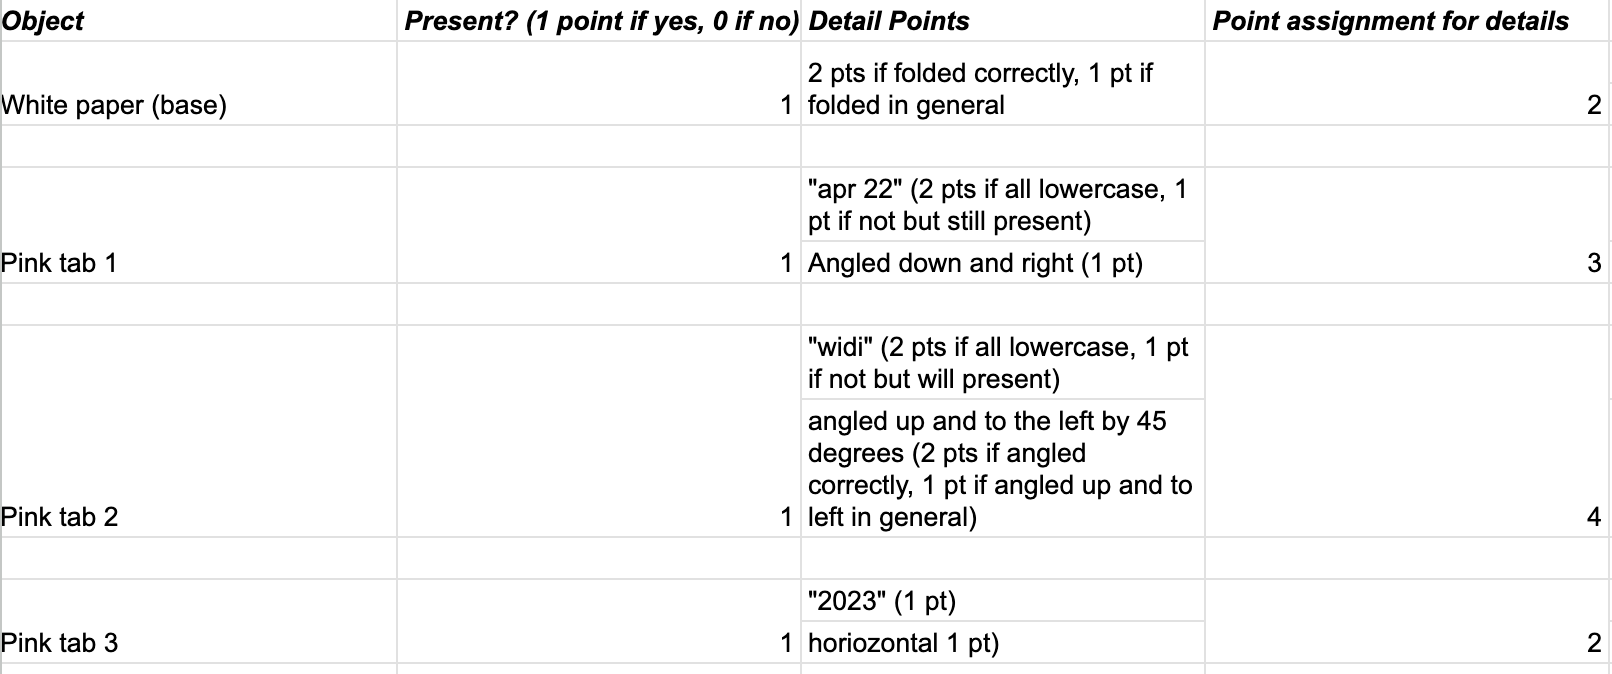 Object Present? (1 point if yes, 0 if no) Detail Points Point assignment for details
2 pts if folded correctly, 1 pt if
White paper (base) 1 folded in general 2
"apr 22" (2 pts if all lowercase, 1
pt if not but still present)
Pink tab 1 1 Angled down and right (1 pt) 3
"widi" (2 pts if all lowercase, 1 pt
if not but will present)
angled up and to the left by 45
degrees (2 pts if angled
correctly, 1 pt if angled up and to
Pink tab 2 1 left in general) 4
"2023" (1 pt)
Pink tab 3 1 horiozontal 1 pt) 2